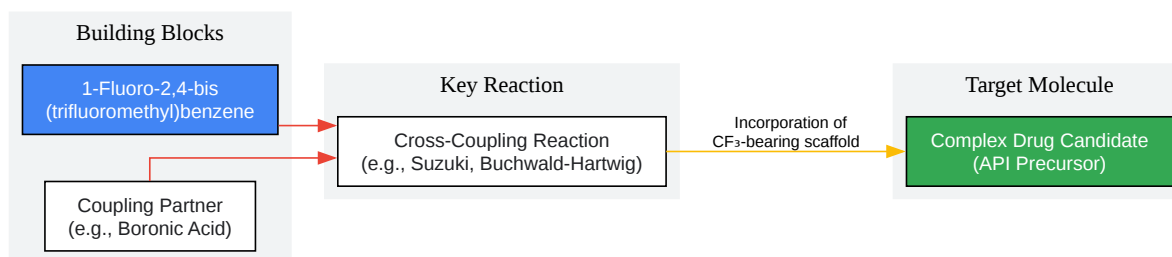 Building Blocks
1-Fluoro-2,4-bis
(trifluoromethyl)benzene
Coupling Partner
(e.g., Boronic Acid)
Key Reaction
Cross-Coupling Reaction
(e.g., Suzuki, Buchwald-Hartwig)
Incorporation of
CF₃-bearing scaffold
Target Molecule
Complex Drug Candidate
(API Precursor)